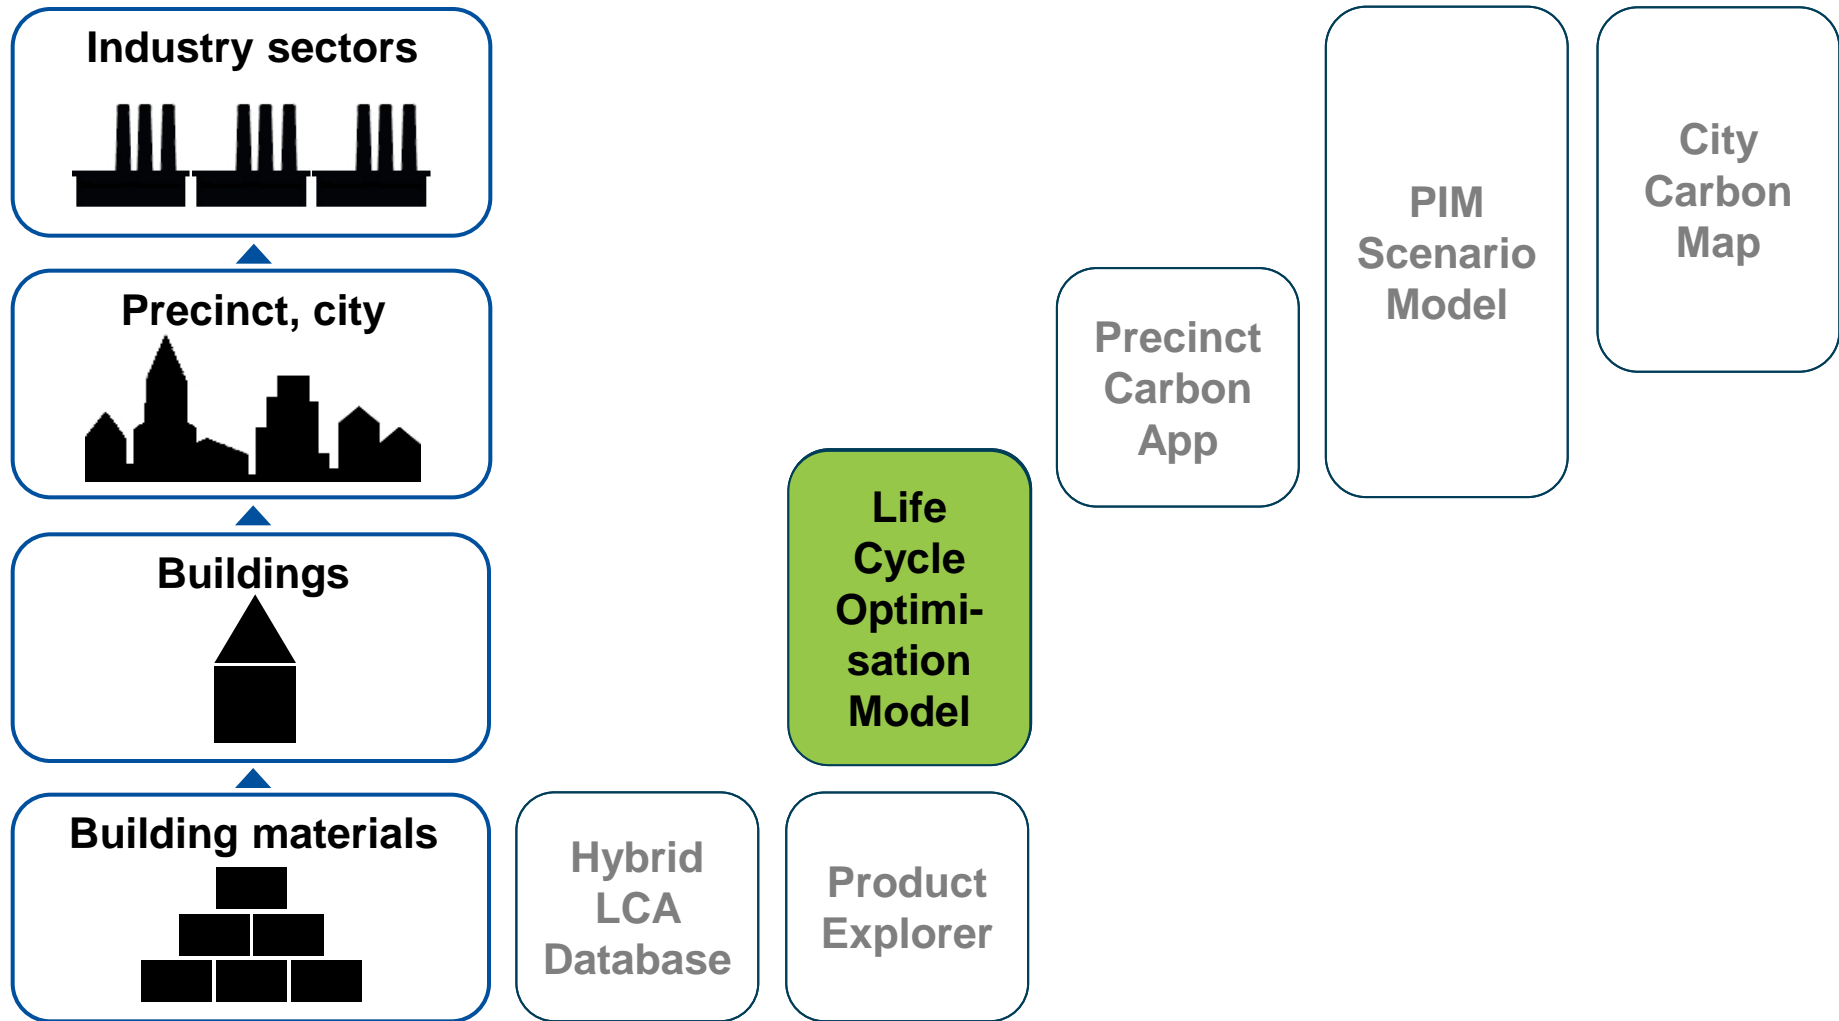 Industry sectors
Precinct, city
Buildings
Building materials
Hybrid
LCA
Database
Product
Explorer
Life
Cycle
Optimi-
sation
Model
Precinct
Carbon
App
PIM
Scenario
Model
City
Carbon
Map